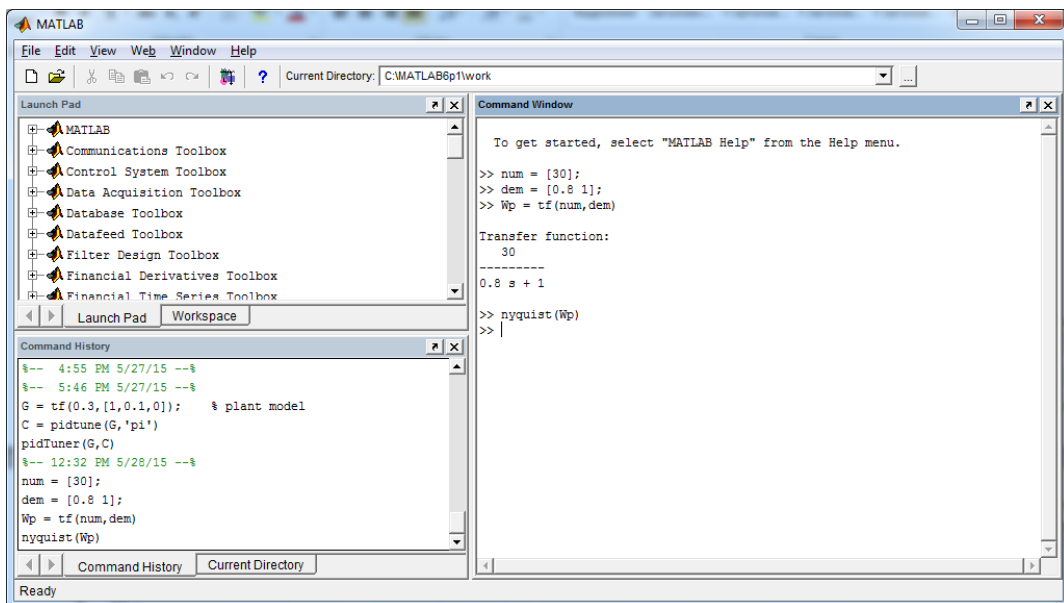 MATLAB
File Edit View Web Window Help
? Current Directory: C:\MATLAB6p1\work ...
Launch Pad
MATLAB
Communications Toolbox
Control System Toolbox
Data Acquisition Toolbox
Database Toolbox
Datafeed Toolbox
Filter Design Toolbox
Financial Derivatives Toolbox
Financial Time Series Toolbox
Launch Pad Workspace
Command History
%-- 4:55 PM 5/27/15 --%
%-- 5:46 PM 5/27/15 --%
G = tf(0.3,[1,0.1,0]); % plant model
C = pidtune(G,'pi')
pidTuner(G,C)
%-- 12:32 PM 5/28/15 --%
num = [30];
dem = [0.8 1];
Wp = tf(num,dem)
nyquist(Wp)
Command History Current Directory
Command Window
To get started, select "MATLAB Help" from the Help menu.
>> num = [30];
>> dem = [0.8 1];
>> Wp = tf(num,dem)
Transfer function:
30
---------
0.8 s + 1
>> nyquist(Wp)
>>
Ready